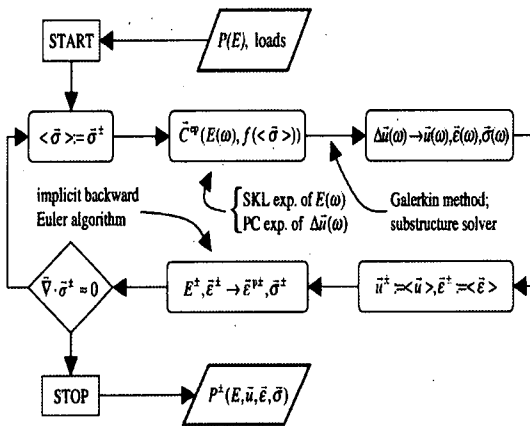 START
P(E), loads
< σ⃗ >:= σ⃗^±
C⃗^ep (E(ω), f(< σ⃗ >))
Δu⃗(ω) → u⃗(ω), ε⃗(ω), σ⃗(ω)
implicit backward
Euler algorithm
SKL exp. of E(ω)
PC exp. of Δu⃗(ω)
Galerkin method;
substructure solver
∇⃗ · σ⃗^± ≈ 0
E^±, ε⃗^± → ε⃗^p±, σ⃗^±
u⃗^± :=< u⃗ >, ε⃗^± :=< ε⃗ >
STOP
P^± (E, u⃗, ε⃗, σ⃗)